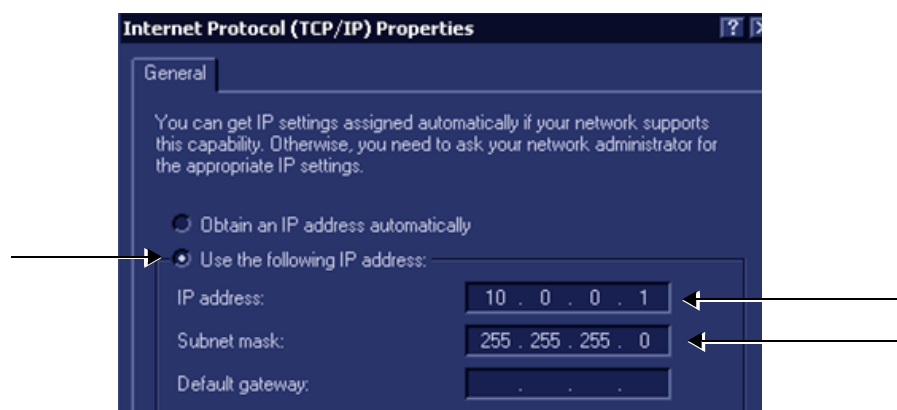 Internet Protocol (TCP/IP) Properties
General
You can get IP settings assigned automatically if your network supports
this capability. Otherwise, you need to ask your network administrator for
the appropriate IP settings.
Obtain an IP address automatically
Use the following IP address:
IP address: 10 . 0 . 0 . 1
Subnet mask: 255 . 255 . 255 . 0
Default gateway: . . .